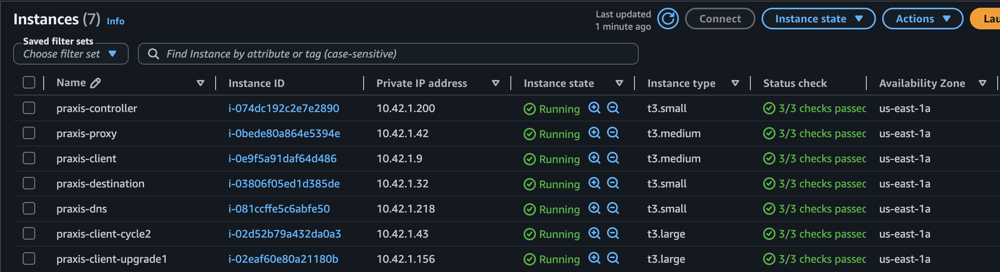 Instances (7) Info
Last updated
1 minute ago
Connect
Instance state
Actions
Lau
Saved filter sets
Choose filter set
Find Instance by attribute or tag (case-sensitive)
Name Instance ID Private IP address Instance state Instance type Status check Availability Zone
praxis-controller i-074dc192c2e7e2890 10.42.1.200 Running t3.small 3/3 checks passec us-east-1a
praxis-proxy i-0bede80a864e5394e 10.42.1.42 Running t3.medium 3/3 checks passec us-east-1a
praxis-client i-0e9f5a91daf64d486 10.42.1.9 Running t3.medium 3/3 checks passec us-east-1a
praxis-destination i-03806f05ed1d385de 10.42.1.32 Running t3.small 3/3 checks passec us-east-1a
praxis-dns i-081ccffe5c6abfe50 10.42.1.218 Running t3.small 3/3 checks passec us-east-1a
praxis-client-cycle2 i-02d52b79a432da0a3 10.42.1.43 Running t3.large 3/3 checks passec us-east-1a
praxis-client-upgrade1 i-02eaf60e80a21180b 10.42.1.156 Running t3.large 3/3 checks passec us-east-1a